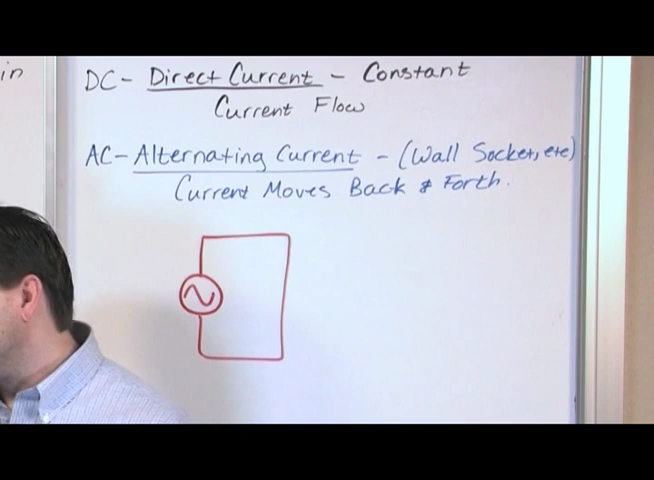 in
DC- Direct Current - Constant
Current Flow
AC- Alternating Current - (Wall Socket, etc)
Current Moves Back & Forth.